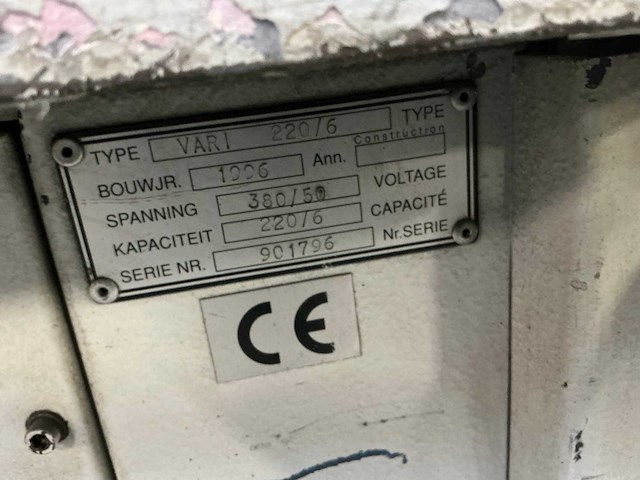 TYPE VARI 220/6 TYPE
BOUWJR. 1996 Ann. Construction
SPANNING 380/50 VOLTAGE
KAPACITEIT 220/6 CAPACITÉ
SERIE NR. 901796 Nr. SERIE
CE